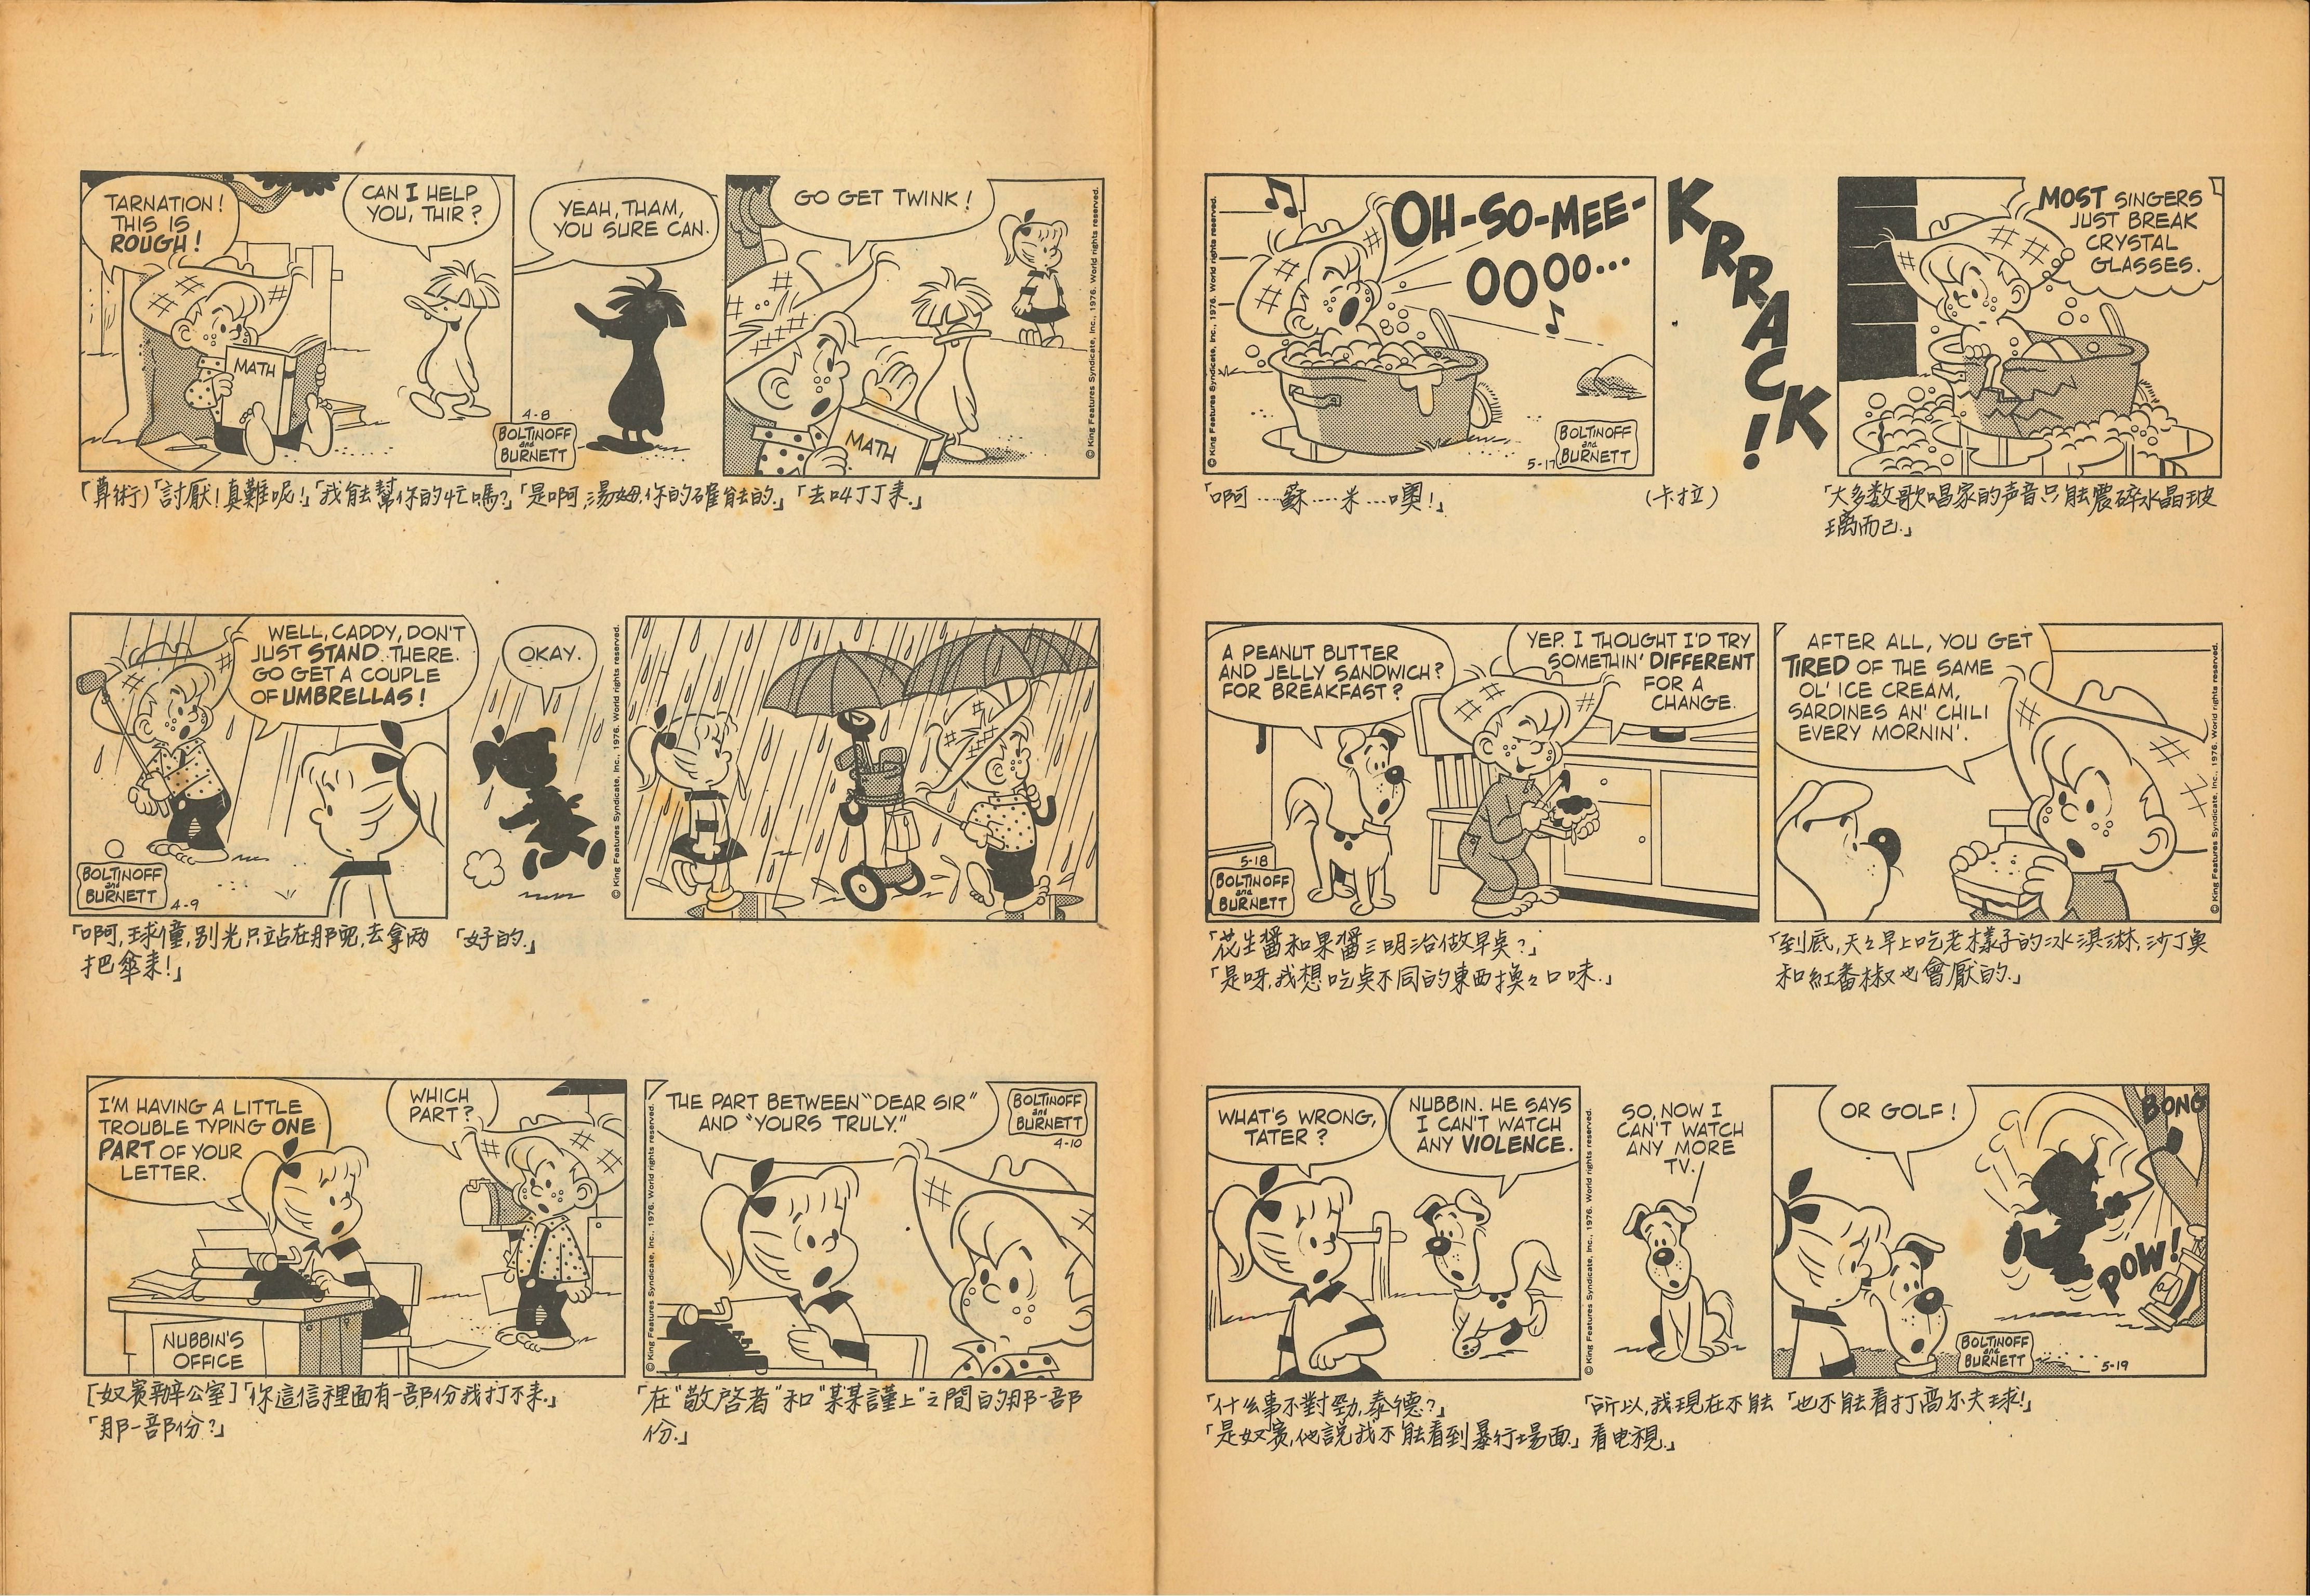 TARNATION!
THIS IS
ROUGH!
CAN I HELP
YOU, THIR?
YEAH, THAM,
YOU SURE CAN.
GO GET TWINK!
MATH
MATH
4-8
BOLTINOFF
and
BURNETT
© King Features Syndicate, Inc., 1976. World rights reserved.
「算術)「討厭!真難呢!」「我能幫你的忙嗎?」「是啊,湯姆,你的確能的.」「去叫丁丁来.」
WELL, CADDY, DON'T
JUST STAND THERE.
GO GET A COUPLE
OF UMBRELLAS!
OKAY.
BOLTINOFF
and
BURNETT
4-9
© King Features Syndicate, Inc., 1976. World rights reserved.
「啊,球僮,别光只站在那呢,去拿两
把傘来!」
「好的.」
I'M HAVING A LITTLE
TROUBLE TYPING ONE
PART OF YOUR
LETTER.
WHICH
PART?
NUBBIN'S
OFFICE
THE PART BETWEEN "DEAR SIR"
AND "YOURS TRULY."
BOLTINOFF
and
BURNETT
4-10
© King Features Syndicate, Inc., 1976. World rights reserved.
[奴賓辦公室]「你這信裡面有一部份我打不来.」
「那一部份?」
「在"敬啓者"和"某某謹上"之間的那一部
份.」
OH-SO-MEE-
OOOO...
KRRACK!
MOST SINGERS
JUST BREAK
CRYSTAL
GLASSES.
BOLTINOFF
and
BURNETT
5-17
© King Features Syndicate, Inc., 1976. World rights reserved.
「啊……蘇……米……噢!」
(卡拉)
「大多数歌唱家的声音只能震碎水晶玻
璃而已.」
A PEANUT BUTTER
AND JELLY SANDWICH?
FOR BREAKFAST?
YEP. I THOUGHT I'D TRY
SOMETHIN' DIFFERENT
FOR A
CHANGE.
AFTER ALL, YOU GET
TIRED OF THE SAME
OL' ICE CREAM,
SARDINES AN' CHILI
EVERY MORNIN'.
5-18
BOLTINOFF
and
BURNETT
© King Features Syndicate, Inc., 1976. World rights reserved.
「花生醬和果醬三明治做早点?」
「是呀,我想吃点不同的東西換々口味.」
「到底,天々早上吃老樣子的冰淇淋,沙丁魚
和紅番椒也會厭的.」
WHAT'S WRONG,
TATER?
NUBBIN. HE SAYS
I CAN'T WATCH
ANY VIOLENCE.
SO, NOW I
CAN'T WATCH
ANY MORE
TV.
OR GOLF!
BONG
POW!
BOLTINOFF
and
BURNETT
5-19
© King Features Syndicate, Inc., 1976. World rights reserved.
「什么事不對勁,泰德?」
「是奴賓,他說我不能看到暴行場面.」
「所以,我現在不能
看电視.」
「也不能看打高尔夫球!」